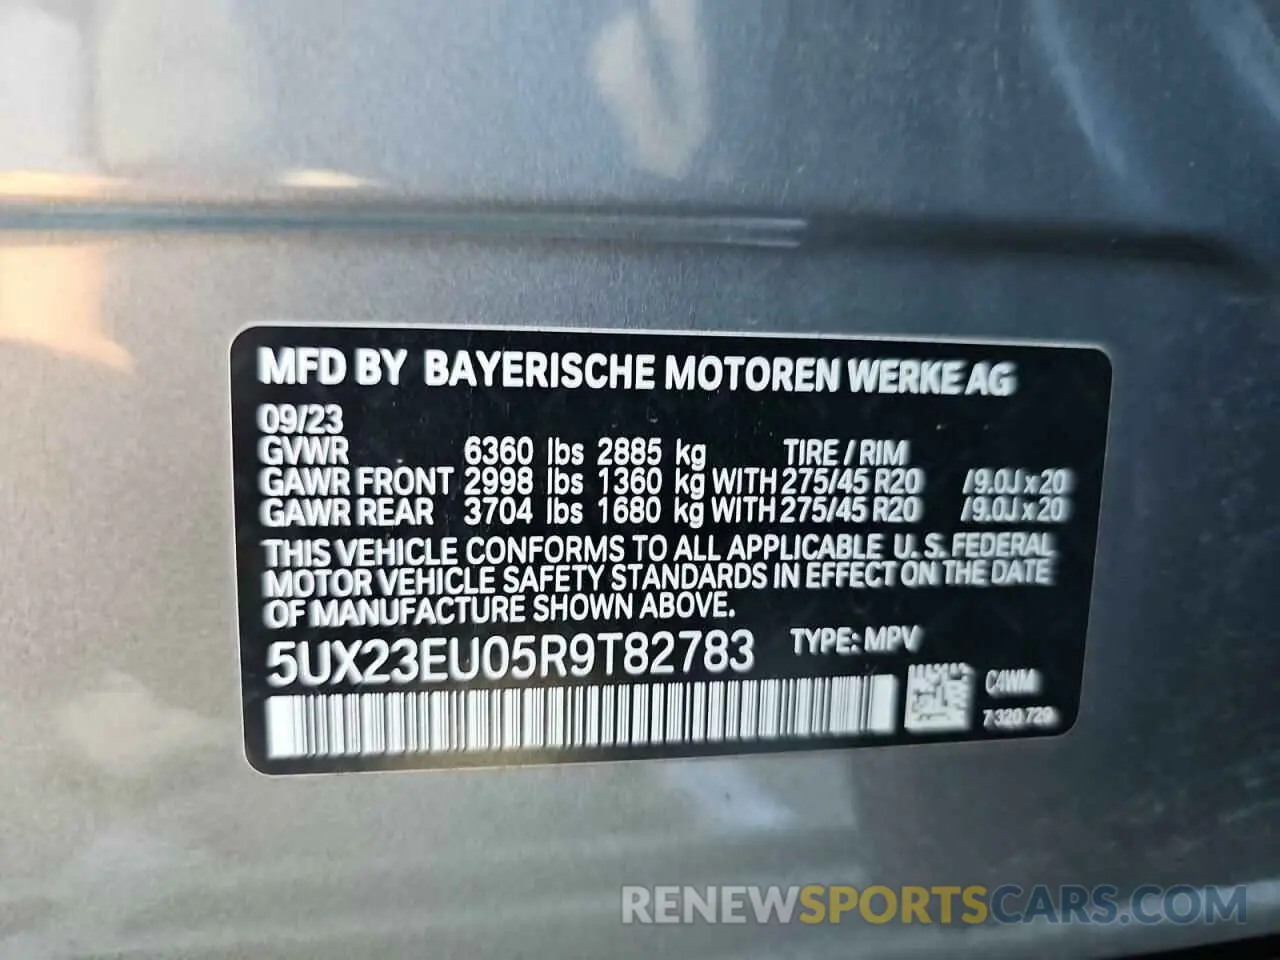 MFD BY BAYERISCHE MOTOREN WERKE AG
09/23
GVWR 6360 lbs 2885 kg TIRE / RIM
GAWR FRONT 2998 lbs 1360 kg WITH 275/45 R20 / 9.0J x 20
GAWR REAR 3704 lbs 1680 kg WITH 275/45 R20 / 9.0J x 20
THIS VEHICLE CONFORMS TO ALL APPLICABLE U.S. FEDERAL
MOTOR VEHICLE SAFETY STANDARDS IN EFFECT ON THE DATE
OF MANUFACTURE SHOWN ABOVE.
5UX23EU05R9T82783 TYPE: MPV
C4WM
7 320 729
RENEWSPORTSCARS.COM